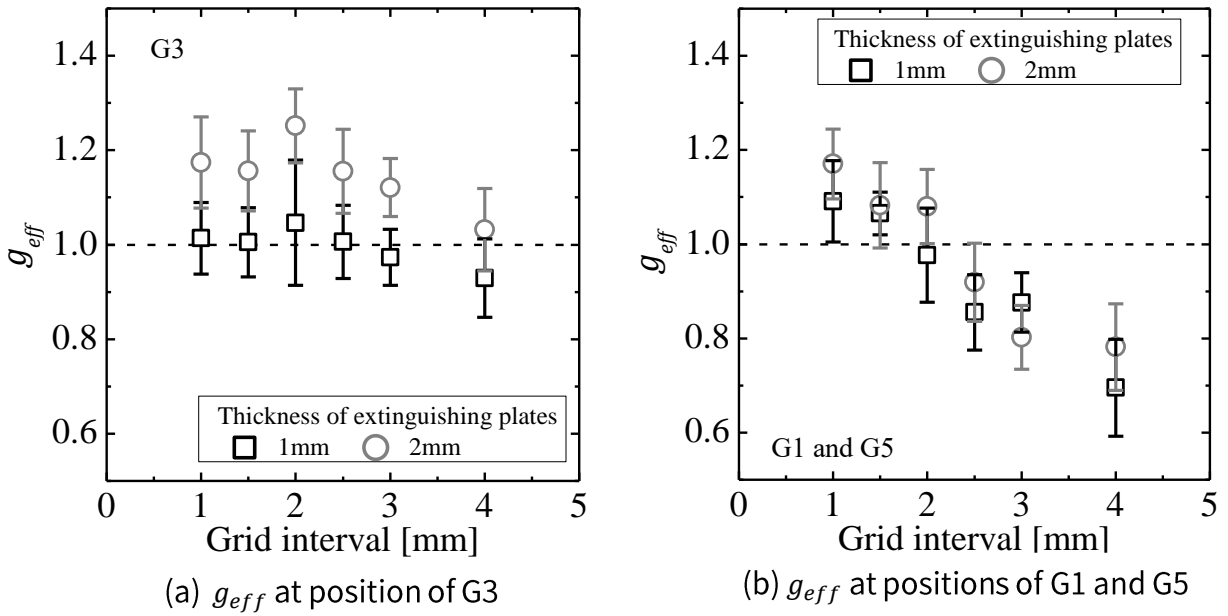 1.4
1.2
1.0
0.8
0.6
g_eff
G3
Thickness of extinguishing plates
1mm 2mm
0 1 2 3 4 5
Grid interval [mm]
(a) g_eff at position of G3
1.4
1.2
1.0
0.8
0.6
g_eff
Thickness of extinguishing plates
1mm 2mm
G1 and G5
0 1 2 3 4 5
Grid interval [mm]
(b) g_eff at positions of G1 and G5